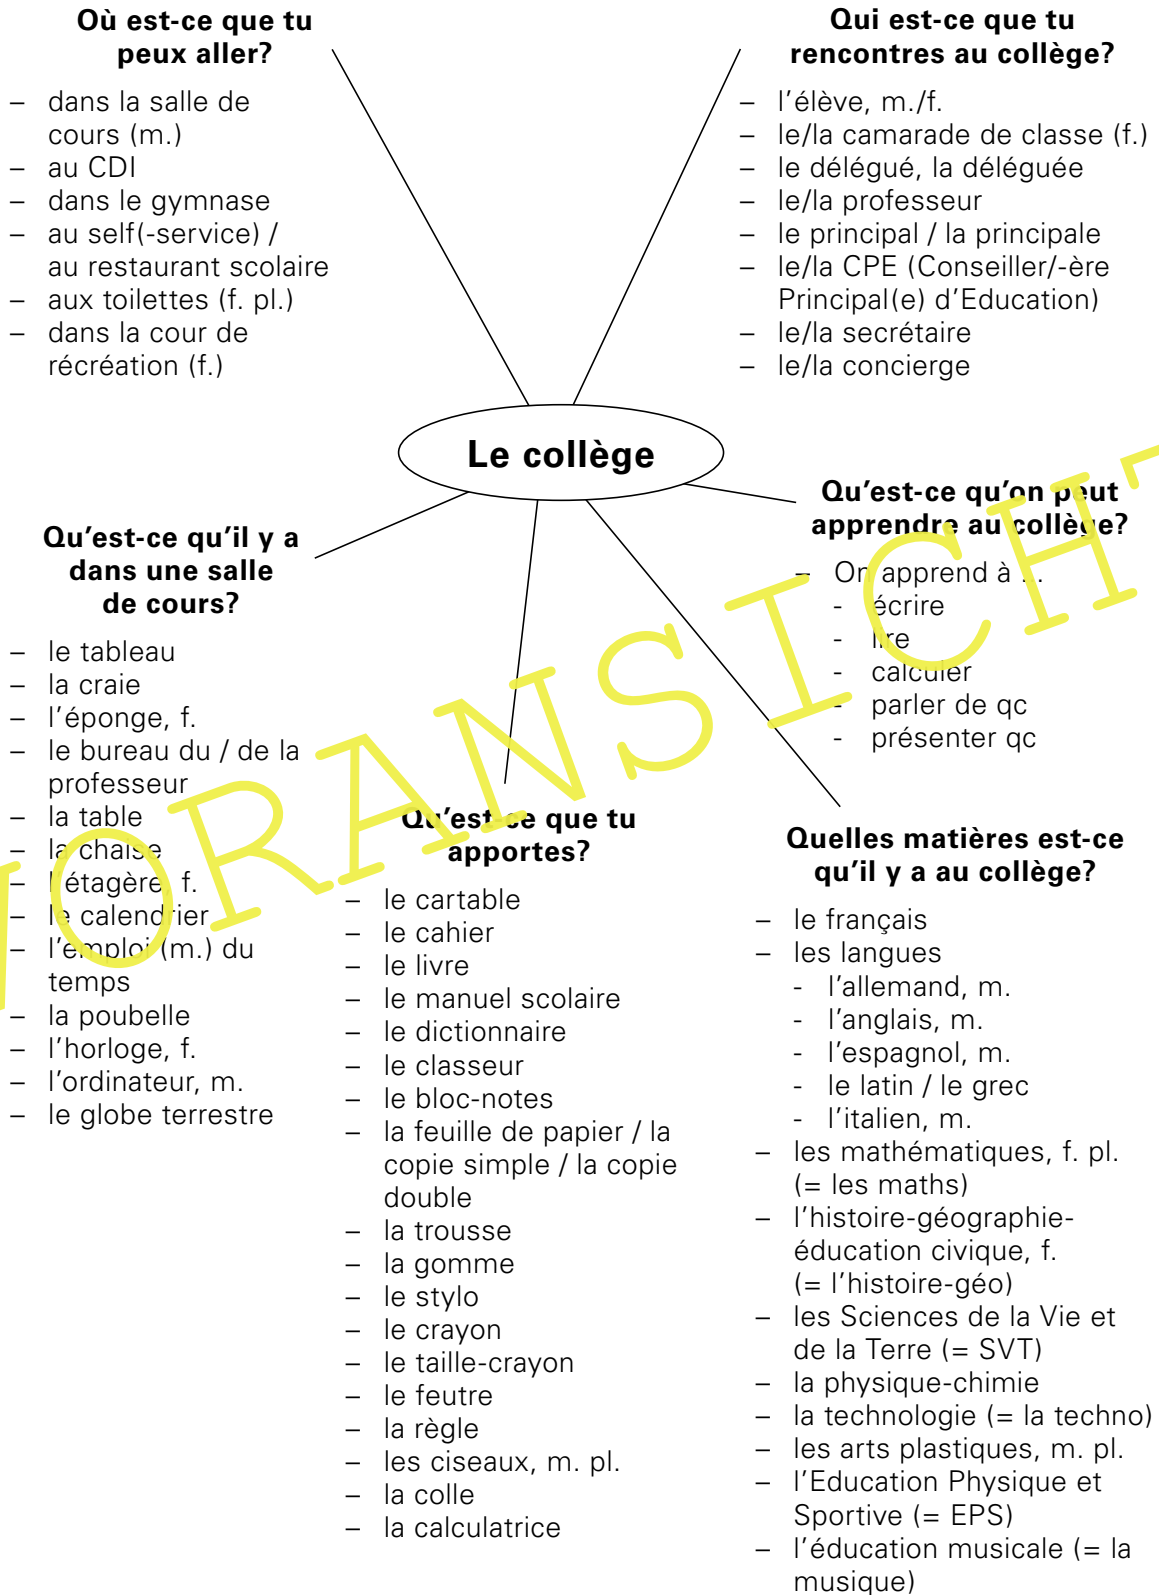 Où est-ce que tu
peux aller?
– dans la salle de
cours (m.)
– au CDI
– dans le gymnase
– au self(-service) /
au restaurant scolaire
– aux toilettes (f. pl.)
– dans la cour de
récréation (f.)
Qui est-ce que tu
rencontres au collège?
– l’élève, m./f.
– le/la camarade de classe (f.)
– le délégué, la déléguée
– le/la professeur
– le principal / la principale
– le/la CPE (Conseiller/-ère
Principal(e) d’Education)
– le/la secrétaire
– le/la concierge
Le collège
Qu’est-ce qu’on peut
apprendre au collège?
– On apprend à ...
- écrire
- lire
- calculer
- parler de qc
- présenter qc
Qu’est-ce qu’il y a
dans une salle
de cours?
– le tableau
– la craie
– l’éponge, f.
– le bureau du / de la
professeur
– la table
– la chaise
– l’étagère, f.
– le calendrier
– l’emploi (m.) du
temps
– la poubelle
– l’horloge, f.
– l’ordinateur, m.
– le globe terrestre
Qu’est-ce que tu
apportes?
– le cartable
– le cahier
– le livre
– le manuel scolaire
– le dictionnaire
– le classeur
– le bloc-notes
– la feuille de papier / la
copie simple / la copie
double
– la trousse
– la gomme
– le stylo
– le crayon
– le taille-crayon
– le feutre
– la règle
– les ciseaux, m. pl.
– la colle
– la calculatrice
Quelles matières est-ce
qu’il y a au collège?
– le français
– les langues
- l’allemand, m.
- l’anglais, m.
- l’espagnol, m.
- le latin / le grec
- l’italien, m.
– les mathématiques, f. pl.
(= les maths)
– l’histoire-géographie-
éducation civique, f.
(= l’histoire-géo)
– les Sciences de la Vie et
de la Terre (= SVT)
– la physique-chimie
– la technologie (= la techno)
– les arts plastiques, m. pl.
– l’Education Physique et
Sportive (= EPS)
– l’éducation musicale (= la
musique)
VORANSICHT